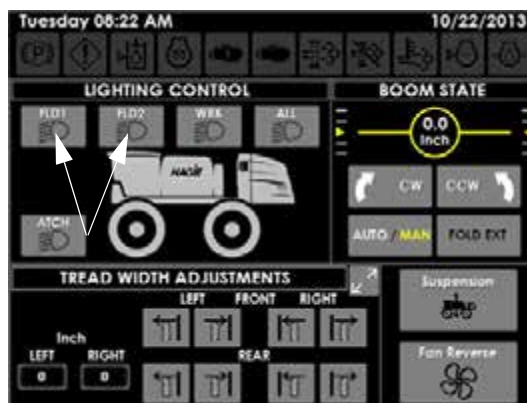 Tuesday 08:22 AM 10/22/2013
(P)
LIGHTING CONTROL
BOOM STATE
FLD1 FLD2 WRK ALL
0.0
Inch
HAGIE
CW CCW
ATCH
AUTO / MAN FOLD EXT
TREAD WIDTH ADJUSTMENTS
Suspension
LEFT FRONT RIGHT
Inch
LEFT RIGHT
REAR
Fan Reverse
0 0